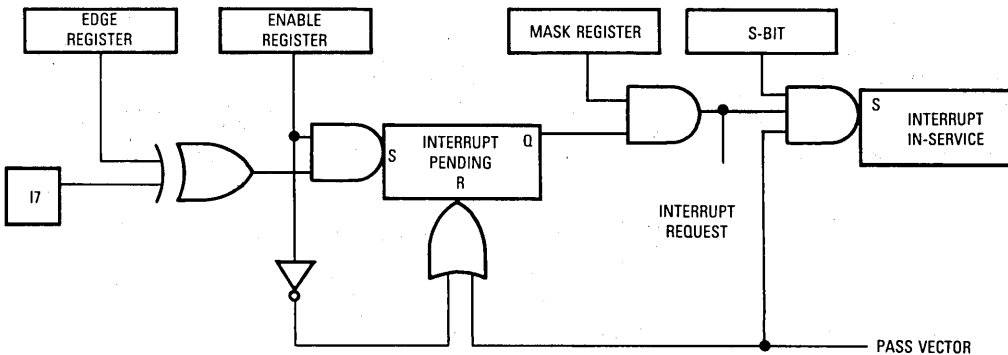 EDGE
REGISTER
ENABLE
REGISTER
MASK REGISTER
S-BIT
I7
S
INTERRUPT
PENDING
R
Q
S
INTERRUPT
IN-SERVICE
INTERRUPT
REQUEST
PASS VECTOR